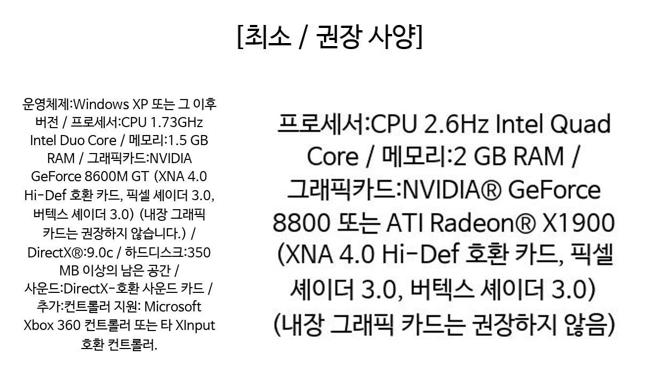 [최소 / 권장 사양]
운영체제:Windows XP 또는 그 이후
버전 / 프로세서:CPU 1.73GHz
Intel Duo Core / 메모리:1.5 GB
RAM / 그래픽카드:NVIDIA
GeForce 8600M GT (XNA 4.0
Hi-Def 호환 카드, 픽셀 셰이더 3.0,
버텍스 셰이더 3.0) (내장 그래픽
카드는 권장하지 않습니다.) /
DirectX®:9.0c / 하드디스크:350
MB 이상의 남은 공간 /
사운드:DirectX-호환 사운드 카드 /
추가:컨트롤러 지원: Microsoft
Xbox 360 컨트롤러 또는 타 XInput
호환 컨트롤러.
프로세서:CPU 2.6Hz Intel Quad
Core / 메모리:2 GB RAM /
그래픽카드:NVIDIA® GeForce
8800 또는 ATI Radeon® X1900
(XNA 4.0 Hi-Def 호환 카드, 픽셀
셰이더 3.0, 버텍스 셰이더 3.0)
(내장 그래픽 카드는 권장하지 않음)